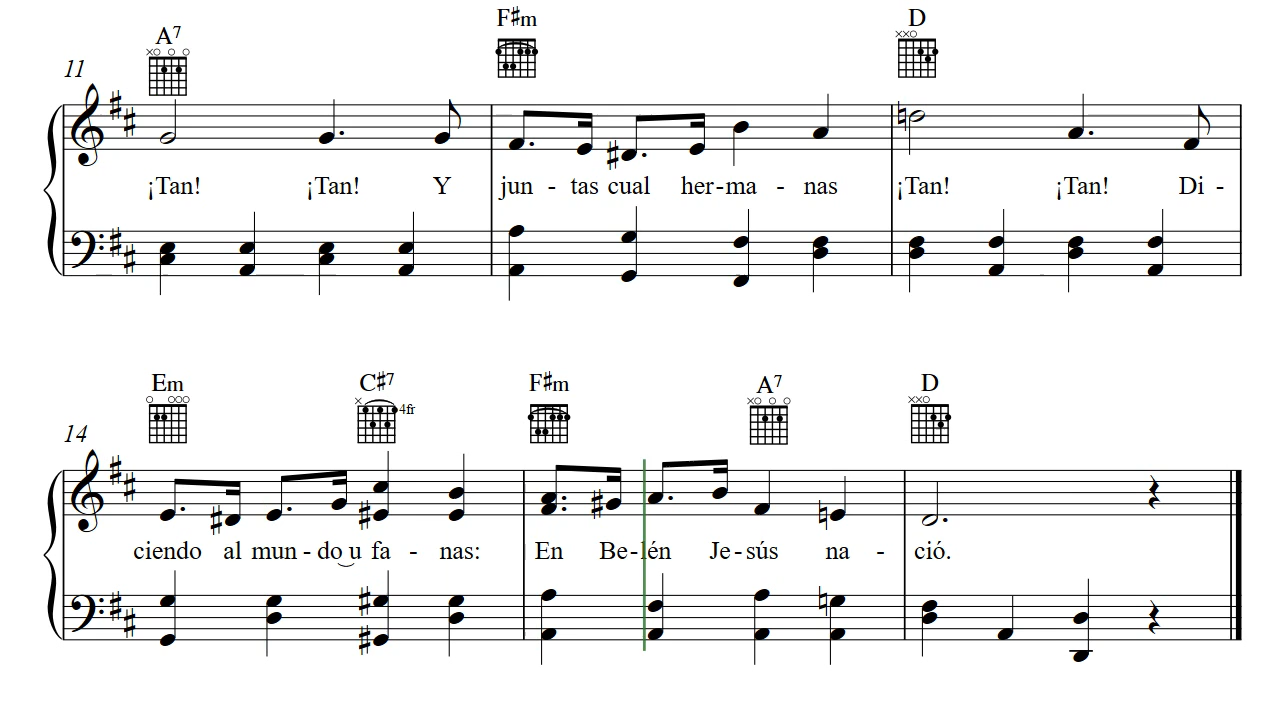 A7 F♯m D
11
¡Tan! ¡Tan! Y jun - tas cual her-ma - nas ¡Tan! ¡Tan! Di -
Em C♯7 F♯m A7 D
4fr
14
ciendo al mun - do u fa - nas: En Be-lén Je-sús na - ció.